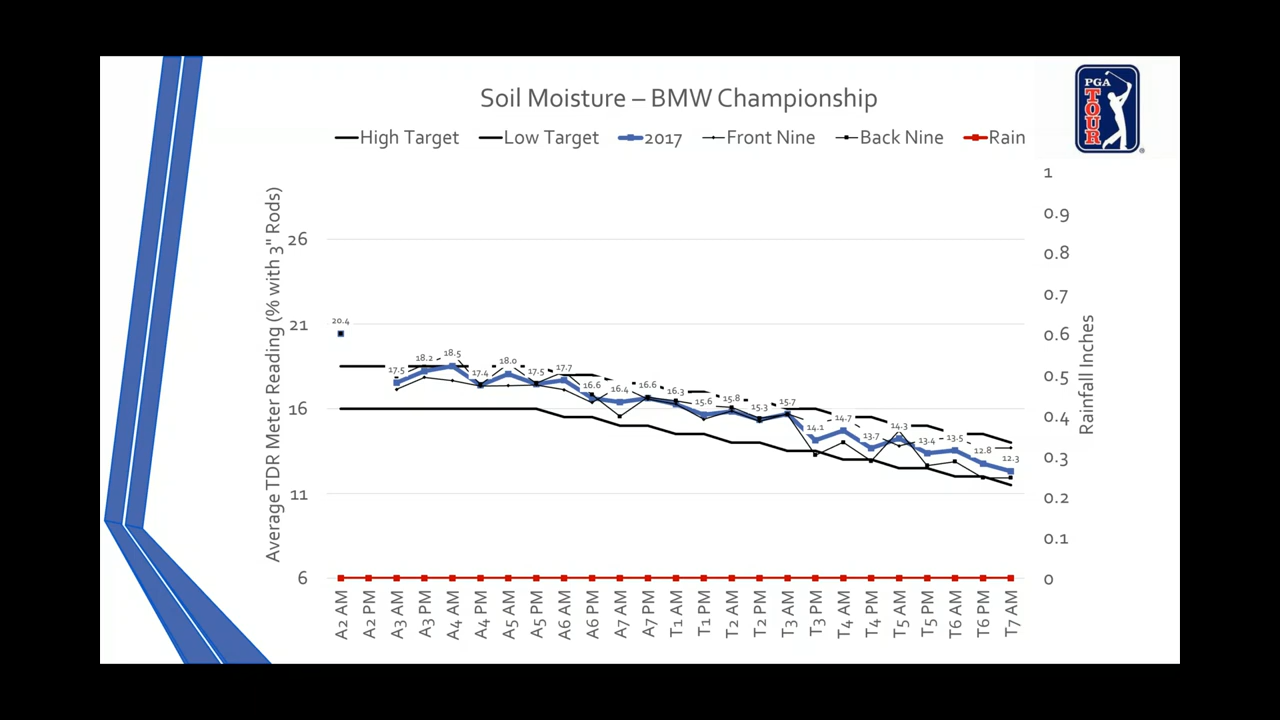 Soil Moisture – BMW Championship
PGA
TOUR
®
High Target Low Target 2017 Front Nine Back Nine Rain
Average TDR Meter Reading (% with 3" Rods)
26
21
16
11
6
1
0.9
0.8
0.7
0.6
0.5
0.4
0.3
0.2
0.1
0
Rainfall Inches
20.4
17.5
18.2
18.5
17.4
18.0
17.5
17.7
16.6
16.4
16.6
16.3
15.6
15.8
15.3
15.7
14.1
14.7
13.7
14.3
13.4
13.5
12.8
12.3
A2 AM
A2 PM
A3 AM
A3 PM
A4 AM
A4 PM
A5 AM
A5 PM
A6 AM
A6 PM
A7 AM
A7 PM
T1 AM
T1 PM
T2 AM
T2 PM
T3 AM
T3 PM
T4 AM
T4 PM
T5 AM
T5 PM
T6 AM
T6 PM
T7 AM